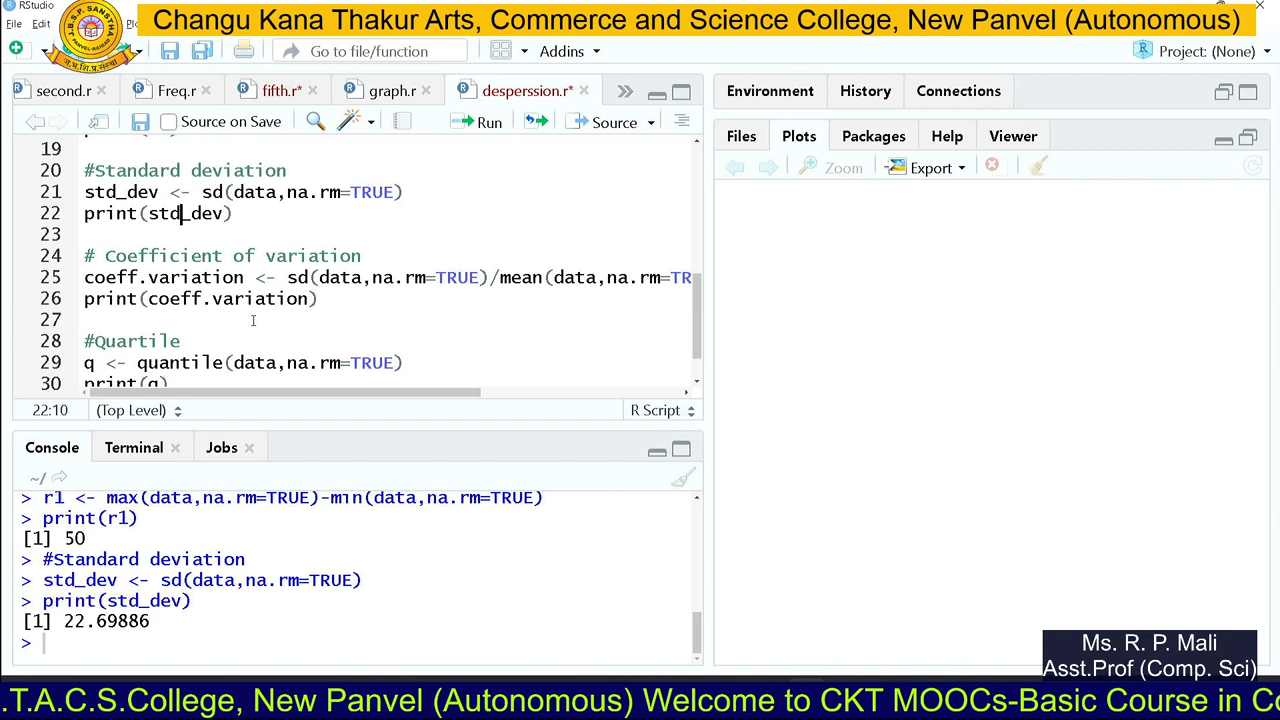 RStudio
Changu Kana Thakur Arts, Commerce and Science College, New Panvel (Autonomous)
File Edit
Go to file/function
Addins
Project: (None)
second.r
Freq.r
fifth.r*
graph.r
desperssion.r*
Source on Save
Run
Source
19
20 #Standard deviation
21 std_dev <- sd(data,na.rm=TRUE)
22 print(std_dev)
23
24 # Coefficient of variation
25 coeff.variation <- sd(data,na.rm=TRUE)/mean(data,na.rm=TR
26 print(coeff.variation)
27
28 #Quartile
29 q <- quantile(data,na.rm=TRUE)
30 print(q)
22:10 (Top Level) R Script
Console Terminal Jobs
~/
> r1 <- max(data,na.rm=TRUE)-min(data,na.rm=TRUE)
> print(r1)
[1] 50
> #Standard deviation
> std_dev <- sd(data,na.rm=TRUE)
> print(std_dev)
[1] 22.69886
>
Environment History Connections
Files Plots Packages Help Viewer
Zoom Export
Ms. R. P. Mali
Asst.Prof (Comp. Sci)
.T.A.C.S.College, New Panvel (Autonomous) Welcome to CKT MOOCs-Basic Course in Co